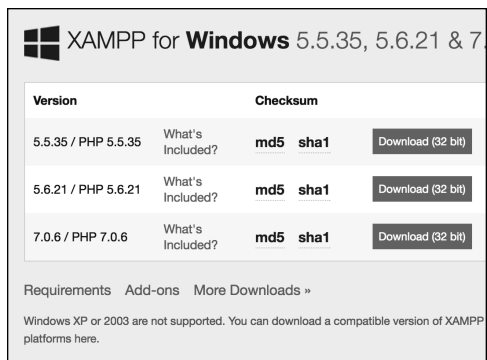 XAMPP for Windows 5.5.35, 5.6.21 & 7.
Version Checksum
5.5.35 / PHP 5.5.35 What's Included? md5 sha1 Download (32 bit)
5.6.21 / PHP 5.6.21 What's Included? md5 sha1 Download (32 bit)
7.0.6 / PHP 7.0.6 What's Included? md5 sha1 Download (32 bit)
Requirements Add-ons More Downloads »
Windows XP or 2003 are not supported. You can download a compatible version of XAMPP
platforms here.